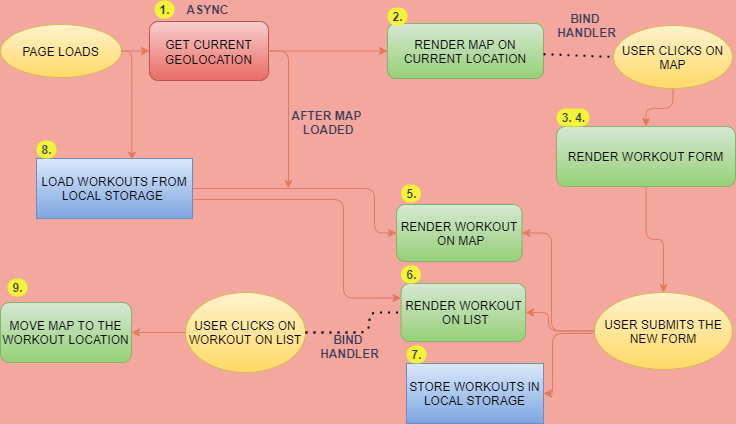 1.
ASYNC
2.
BIND
HANDLER
PAGE LOADS
GET CURRENT
GEOLOCATION
RENDER MAP ON
CURRENT LOCATION
USER CLICKS ON
MAP
AFTER MAP
LOADED
3. 4.
RENDER WORKOUT FORM
8.
LOAD WORKOUTS FROM
LOCAL STORAGE
5.
RENDER WORKOUT
ON MAP
6.
RENDER WORKOUT
ON LIST
9.
MOVE MAP TO THE
WORKOUT LOCATION
USER CLICKS ON
WORKOUT ON LIST
BIND
HANDLER
USER SUBMITS THE
NEW FORM
7.
STORE WORKOUTS IN
LOCAL STORAGE